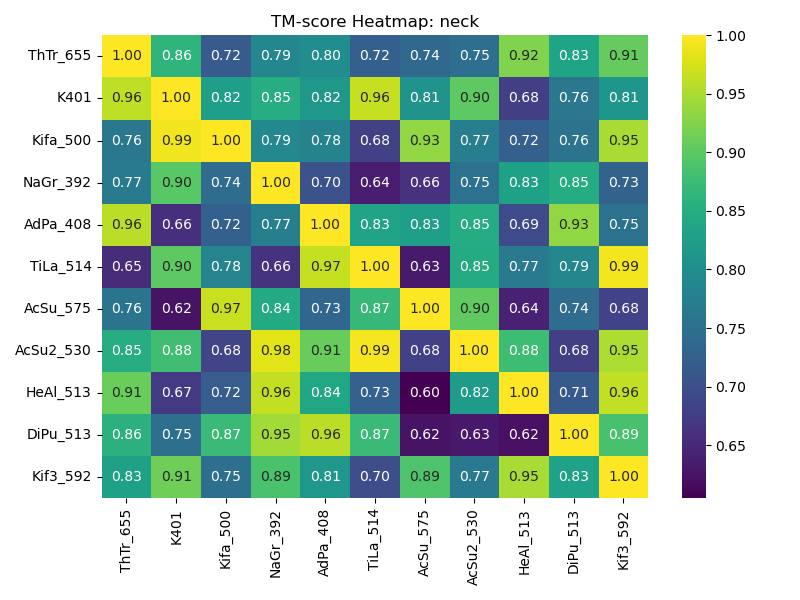 TM-score Heatmap: neck
ThTr_655 1.00 0.86 0.72 0.79 0.80 0.72 0.74 0.75 0.92 0.83 0.91
K401 0.96 1.00 0.82 0.85 0.82 0.96 0.81 0.90 0.68 0.76 0.81
Kifa_500 0.76 0.99 1.00 0.79 0.78 0.68 0.93 0.77 0.72 0.76 0.95
NaGr_392 0.77 0.90 0.74 1.00 0.70 0.64 0.66 0.75 0.83 0.85 0.73
AdPa_408 0.96 0.66 0.72 0.77 1.00 0.83 0.83 0.85 0.69 0.93 0.75
TiLa_514 0.65 0.90 0.78 0.66 0.97 1.00 0.63 0.85 0.77 0.79 0.99
AcSu_575 0.76 0.62 0.97 0.84 0.73 0.87 1.00 0.90 0.64 0.74 0.68
AcSu2_530 0.85 0.88 0.68 0.98 0.91 0.99 0.68 1.00 0.88 0.68 0.95
HeAl_513 0.91 0.67 0.72 0.96 0.84 0.73 0.60 0.82 1.00 0.71 0.96
DiPu_513 0.86 0.75 0.87 0.95 0.96 0.87 0.62 0.63 0.62 1.00 0.89
Kif3_592 0.83 0.91 0.75 0.89 0.81 0.70 0.89 0.77 0.95 0.83 1.00
ThTr_655 K401 Kifa_500 NaGr_392 AdPa_408 TiLa_514 AcSu_575 AcSu2_530 HeAl_513 DiPu_513 Kif3_592
1.00
0.95
0.90
0.85
0.80
0.75
0.70
0.65